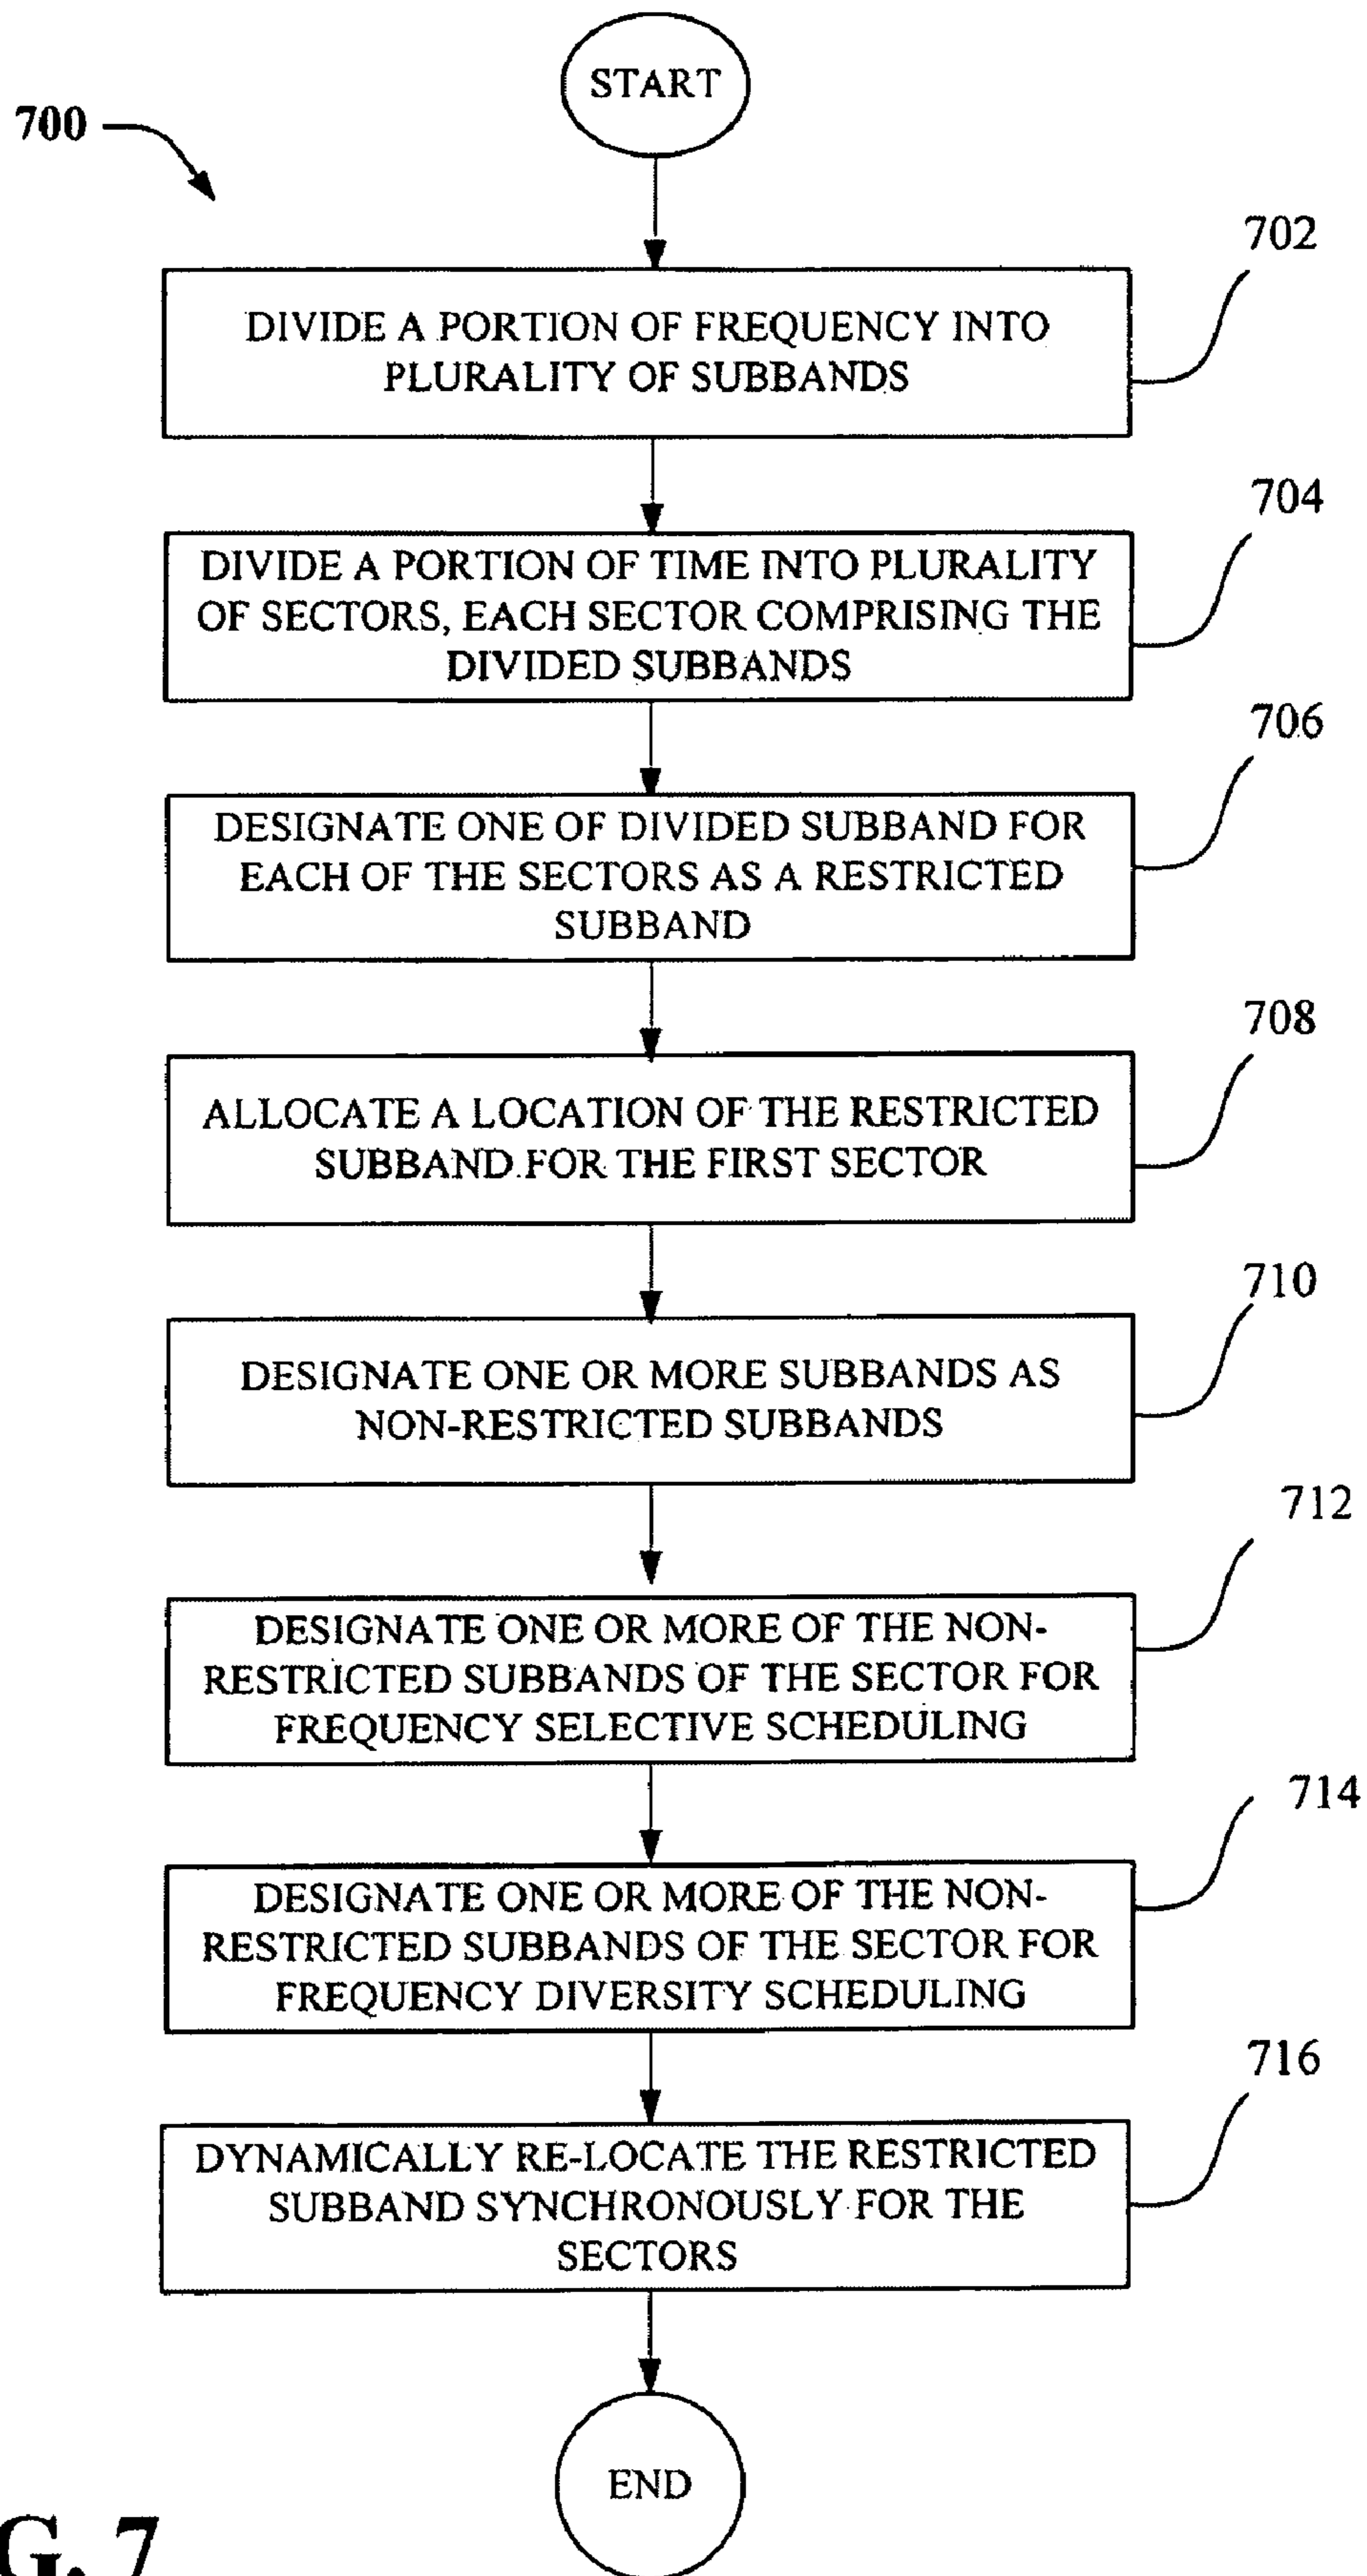 START
700
702
DIVIDE A PORTION OF FREQUENCY INTO
PLURALITY OF SUBBANDS
704
DIVIDE A PORTION OF TIME INTO PLURALITY
OF SECTORS, EACH SECTOR COMPRISING THE
DIVIDED SUBBANDS
706
DESIGNATE ONE OF DIVIDED SUBBAND FOR
EACH OF THE SECTORS AS A RESTRICTED
SUBBAND
708
ALLOCATE A LOCATION OF THE RESTRICTED
SUBBAND FOR THE FIRST SECTOR
710
DESIGNATE ONE OR MORE SUBBANDS AS
NON-RESTRICTED SUBBANDS
712
DESIGNATE ONE OR MORE OF THE NON-
RESTRICTED SUBBANDS OF THE SECTOR FOR
FREQUENCY SELECTIVE SCHEDULING
714
DESIGNATE ONE OR MORE OF THE NON-
RESTRICTED SUBBANDS OF THE SECTOR FOR
FREQUENCY DIVERSITY SCHEDULING
716
DYNAMICALLY RE-LOCATE THE RESTRICTED
SUBBAND SYNCHRONOUSLY FOR THE
SECTORS
END
G. 7